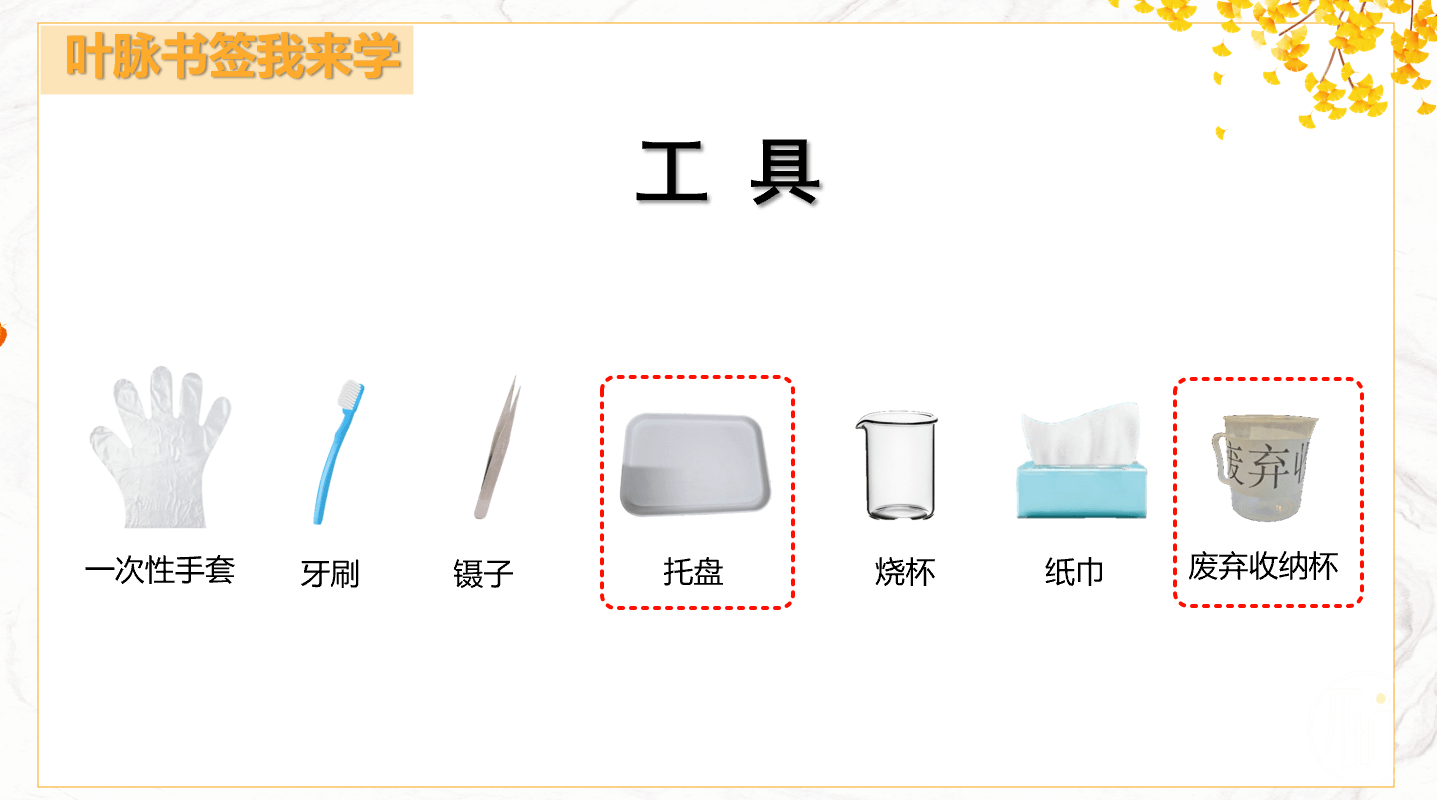 叶脉书签我来学
工 具
废弃收
一次性手套
牙刷
镊子
托盘
烧杯
纸巾
废弃收纳杯